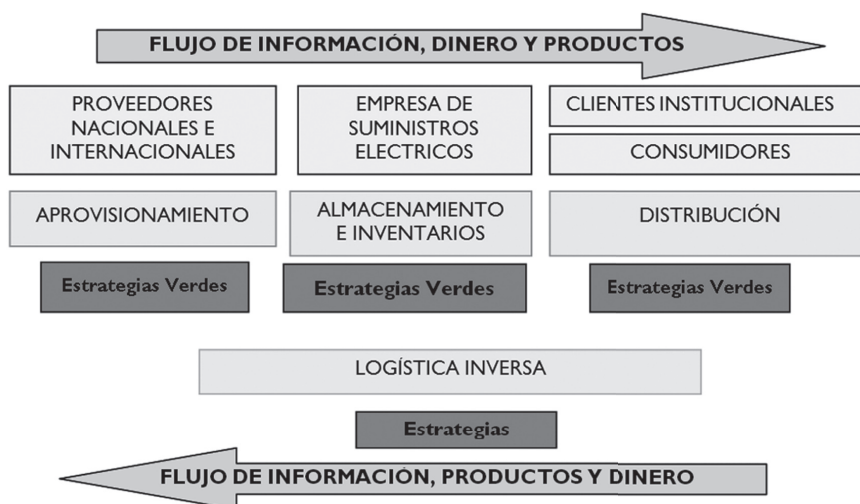 FLUJO DE INFORMACIÓN, DINERO Y PRODUCTOS
PROVEEDORES
NACIONALES E
INTERNACIONALES
EMPRESA DE
SUMINISTROS
ELECTRICOS
CLIENTES INSTITUCIONALES
CONSUMIDORES
APROVISIONAMIENTO
ALMACENAMIENTO
E INVENTARIOS
DISTRIBUCIÓN
Estrategias Verdes
Estrategias Verdes
Estrategias Verdes
LOGÍSTICA INVERSA
Estrategias
FLUJO DE INFORMACIÓN, PRODUCTOS Y DINERO